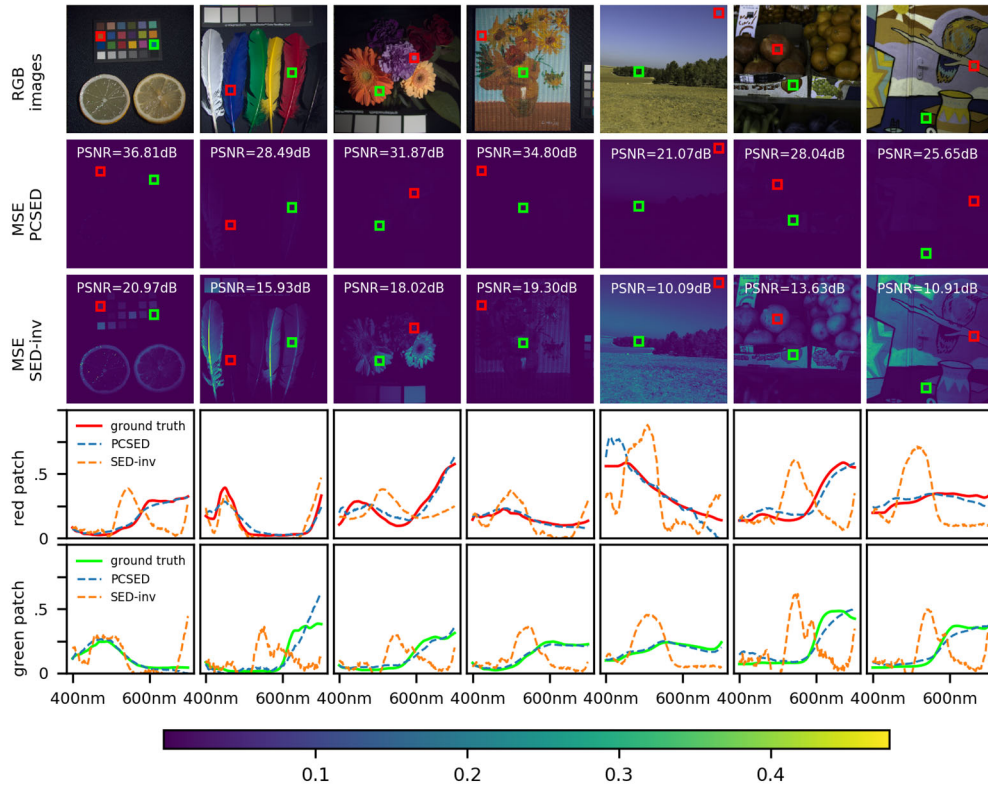 RGB
images
MSE
PCSED
PSNR=36.81dB
PSNR=28.49dB
PSNR=31.87dB
PSNR=34.80dB
PSNR=21.07dB
PSNR=28.04dB
PSNR=25.65dB
MSE
SED-inv
PSNR=20.97dB
PSNR=15.93dB
PSNR=18.02dB
PSNR=19.30dB
PSNR=10.09dB
PSNR=13.63dB
PSNR=10.91dB
red patch
.5
0
ground truth
PCSED
SED-inv
green patch
.5
0
ground truth
PCSED
SED-inv
400nm 600nm
400nm 600nm
400nm 600nm
400nm 600nm
400nm 600nm
400nm 600nm
400nm 600nm
0.1 0.2 0.3 0.4